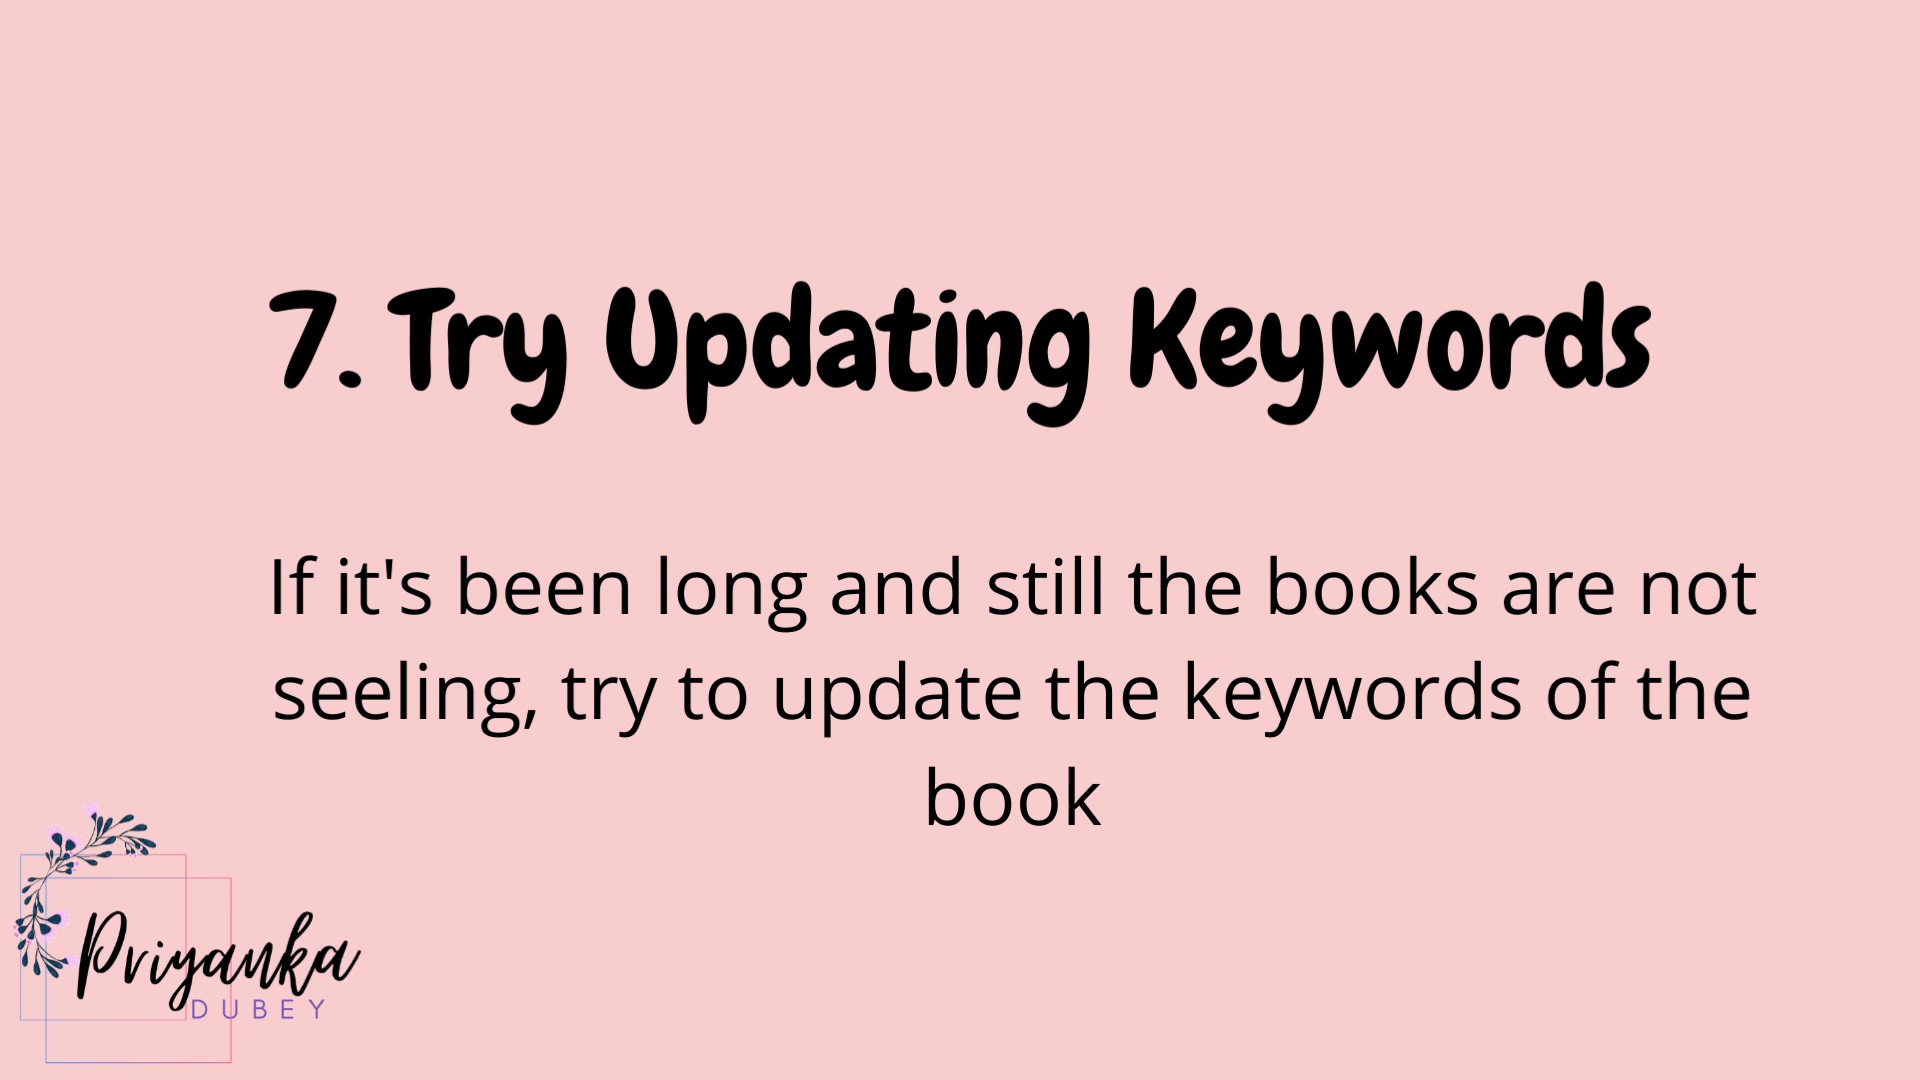 7. Try Updating Keywords
If it's been long and still the books are not
seeling, try to update the keywords of the
book
Priyanka
DUBEY